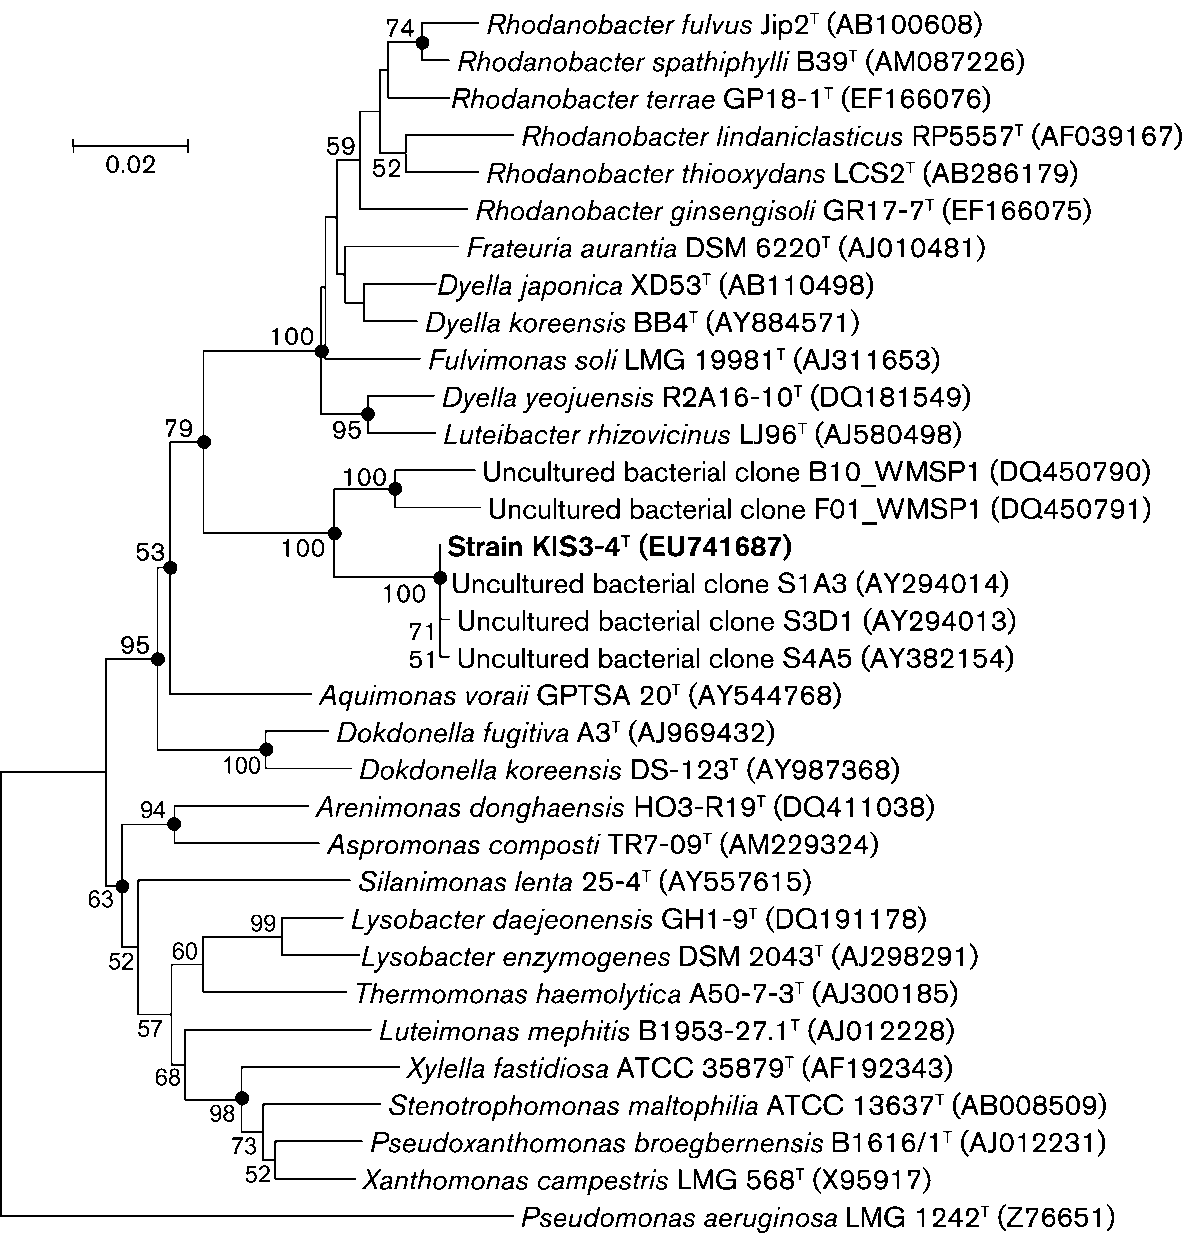 74
Rhodanobacter fulvus Jip2ᵀ (AB100608)
Rhodanobacter spathiphylli B39ᵀ (AM087226)
Rhodanobacter terrae GP18-1ᵀ (EF166076)
Rhodanobacter lindaniclasticus RP5557ᵀ (AF039167)
0.02
59
52
Rhodanobacter thiooxydans LCS2ᵀ (AB286179)
Rhodanobacter ginsengisoli GR17-7ᵀ (EF166075)
Frateuria aurantia DSM 6220ᵀ (AJ010481)
Dyella japonica XD53ᵀ (AB110498)
Dyella koreensis BB4ᵀ (AY884571)
100
Fulvimonas soli LMG 19981ᵀ (AJ311653)
Dyella yeojuensis R2A16-10ᵀ (DQ181549)
79
95
Luteibacter rhizovicinus LJ96ᵀ (AJ580498)
100
Uncultured bacterial clone B10_WMSP1 (DQ450790)
Uncultured bacterial clone F01_WMSP1 (DQ450791)
53
100
Strain KIS3-4ᵀ (EU741687)
100
Uncultured bacterial clone S1A3 (AY294014)
71
Uncultured bacterial clone S3D1 (AY294013)
95
51
Uncultured bacterial clone S4A5 (AY382154)
Aquimonas voraii GPTSA 20ᵀ (AY544768)
Dokdonella fugitiva A3ᵀ (AJ969432)
100
Dokdonella koreensis DS-123ᵀ (AY987368)
94
Arenimonas donghaensis HO3-R19ᵀ (DQ411038)
Aspromonas composti TR7-09ᵀ (AM229324)
63
Silanimonas lenta 25-4ᵀ (AY557615)
99
Lysobacter daejeonensis GH1-9ᵀ (DQ191178)
52
60
Lysobacter enzymogenes DSM 2043ᵀ (AJ298291)
Thermomonas haemolytica A50-7-3ᵀ (AJ300185)
57
Luteimonas mephitis B1953-27.1ᵀ (AJ012228)
68
Xylella fastidiosa ATCC 35879ᵀ (AF192343)
98
Stenotrophomonas maltophilia ATCC 13637ᵀ (AB008509)
73
Pseudoxanthomonas broegbernensis B1616/1ᵀ (AJ012231)
52
Xanthomonas campestris LMG 568ᵀ (X95917)
Pseudomonas aeruginosa LMG 1242ᵀ (Z76651)